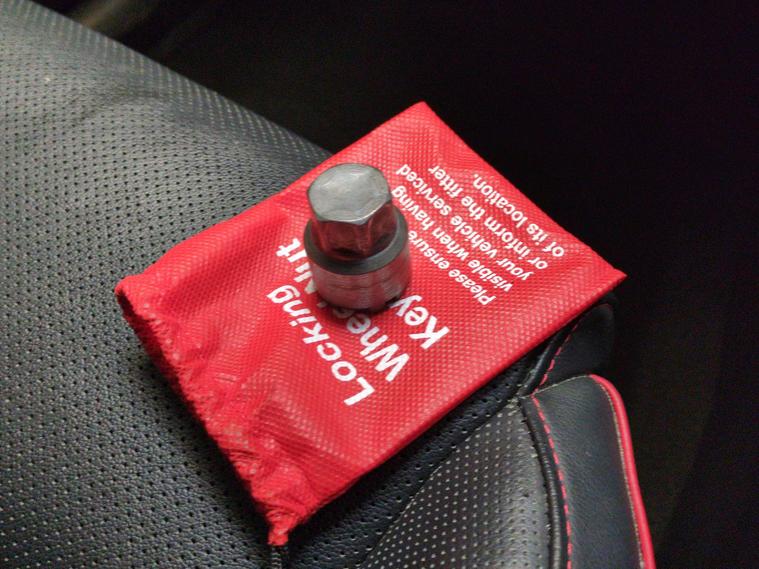 Locking
Wheel Nut
Key
Please ensure
visible when having
your vehicle serviced
or inform the fitter
of its location.